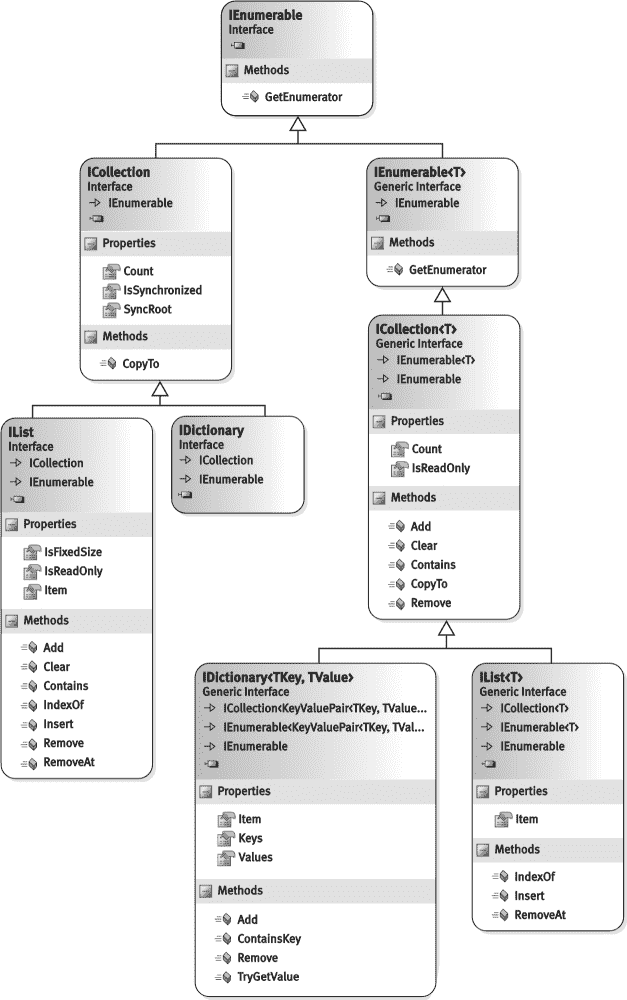 IEnumerable
Interface
Methods
GetEnumerator
ICollection
Interface
IEnumerable
Properties
Count
IsSynchronized
SyncRoot
Methods
CopyTo
IEnumerable<T>
Generic Interface
IEnumerable
Methods
GetEnumerator
ICollection<T>
Generic Interface
IEnumerable<T>
IEnumerable
Properties
Count
IsReadOnly
Methods
Add
Clear
Contains
CopyTo
Remove
IList
Interface
ICollection
IEnumerable
Properties
IsFixedSize
IsReadOnly
Item
Methods
Add
Clear
Contains
IndexOf
Insert
Remove
RemoveAt
IDictionary
Interface
ICollection
IEnumerable
IDictionary<TKey, TValue>
Generic Interface
ICollection<KeyValuePair<TKey, TValue...
IEnumerable<KeyValuePair<TKey, TVal...
IEnumerable
Properties
Item
Keys
Values
Methods
Add
ContainsKey
Remove
TryGetValue
IList<T>
Generic Interface
ICollection<T>
IEnumerable<T>
IEnumerable
Properties
Item
Methods
IndexOf
Insert
RemoveAt